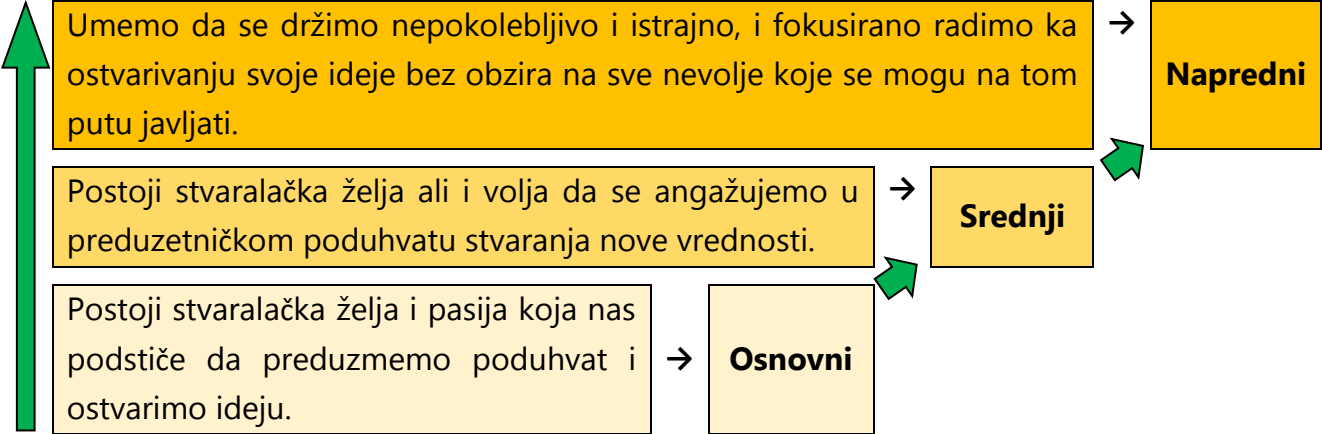 Umemo da se držimo nepokolebljivo i istrajno, i fokusirano radimo ka
ostvarivanju svoje ideje bez obzira na sve nevolje koje se mogu na tom
putu javljati.
→
Napredni
Postoji stvaralačka želja ali i volja da se angažujemo u
preduzetničkom poduhvatu stvaranja nove vrednosti.
→
Srednji
Postoji stvaralačka želja i pasija koja nas
podstiče da preduzmemo poduhvat i
ostvarimo ideju.
→
Osnovni